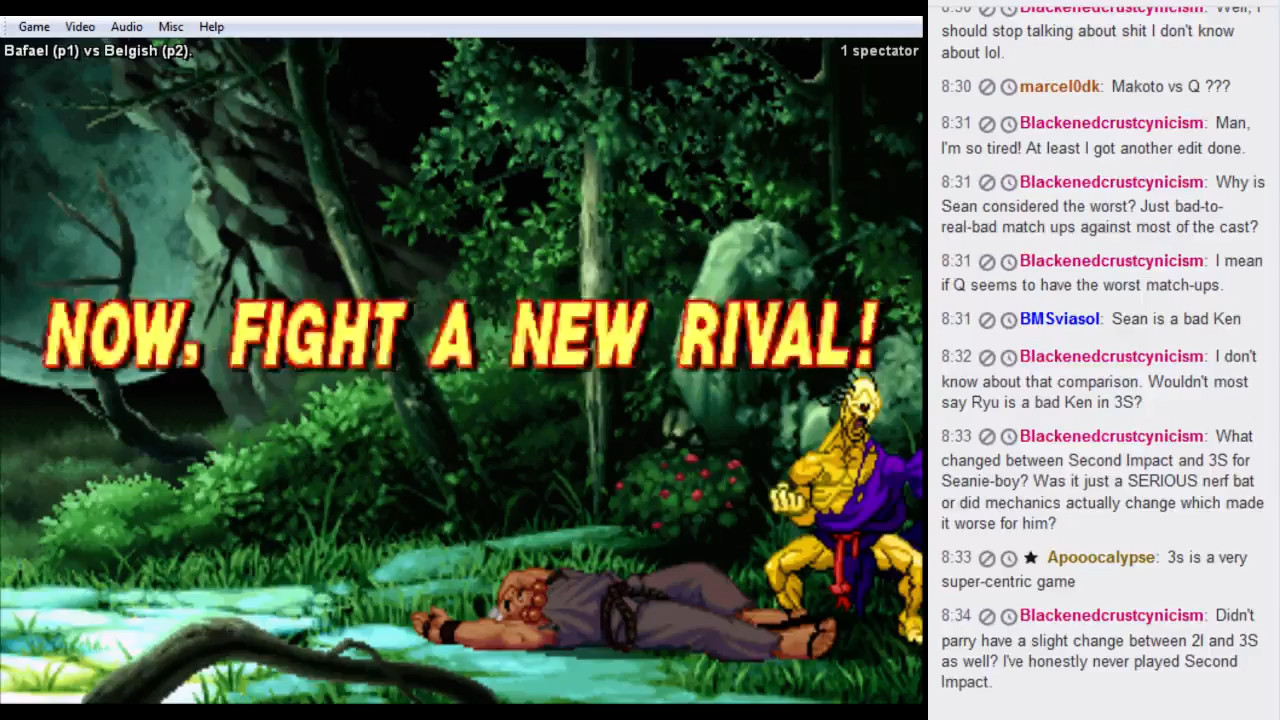 Game Video Audio Misc Help
Bafael (p1) vs Belgish (p2).
1 spectator
NOW, FIGHT A NEW RIVAL!
8:30 Blackenedcrustcynicism: Well, I
should stop talking about shit I don't know
about lol.
8:30 marcel0dk: Makoto vs Q ???
8:31 Blackenedcrustcynicism: Man,
I'm so tired! At least I got another edit done.
8:31 Blackenedcrustcynicism: Why is
Sean considered the worst? Just bad-to-
real-bad match ups against most of the cast?
8:31 Blackenedcrustcynicism: I mean
if Q seems to have the worst match-ups.
8:31 BMSviasol: Sean is a bad Ken
8:32 Blackenedcrustcynicism: I don't
know about that comparison. Wouldn't most
say Ryu is a bad Ken in 3S?
8:33 Blackenedcrustcynicism: What
changed between Second Impact and 3S for
Seanie-boy? Was it just a SERIOUS nerf bat
or did mechanics actually change which made
it worse for him?
8:33 Apooocalypse: 3s is a very
super-centric game
8:34 Blackenedcrustcynicism: Didn't
parry have a slight change between 2I and 3S
as well? I've honestly never played Second
Impact.